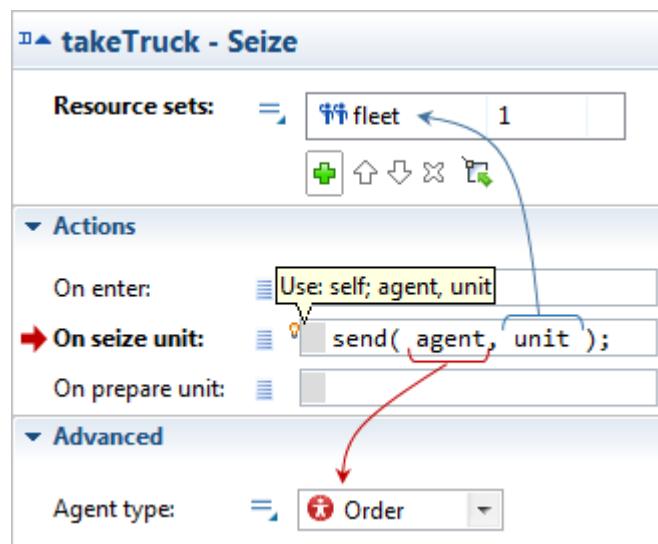 takeTruck - Seize
Resource sets: fleet 1
Actions
On enter:
Use: self; agent, unit
On seize unit: send( agent, unit );
On prepare unit:
Advanced
Agent type: Order